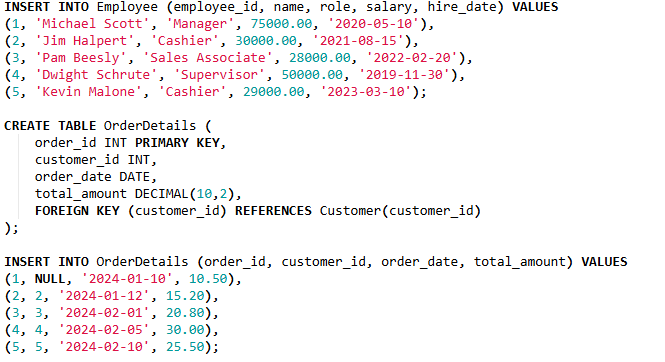 INSERT INTO Employee (employee_id, name, role, salary, hire_date) VALUES
(1, 'Michael Scott', 'Manager', 75000.00, '2020-05-10'),
(2, 'Jim Halpert', 'Cashier', 30000.00, '2021-08-15'),
(3, 'Pam Beesly', 'Sales Associate', 28000.00, '2022-02-20'),
(4, 'Dwight Schrute', 'Supervisor', 50000.00, '2019-11-30'),
(5, 'Kevin Malone', 'Cashier', 29000.00, '2023-03-10');
CREATE TABLE OrderDetails (
order_id INT PRIMARY KEY,
customer_id INT,
order_date DATE,
total_amount DECIMAL(10,2),
FOREIGN KEY (customer_id) REFERENCES Customer(customer_id)
);
INSERT INTO OrderDetails (order_id, customer_id, order_date, total_amount) VALUES
(1, NULL, '2024-01-10', 10.50),
(2, 2, '2024-01-12', 15.20),
(3, 3, '2024-02-01', 20.80),
(4, 4, '2024-02-05', 30.00),
(5, 5, '2024-02-10', 25.50);